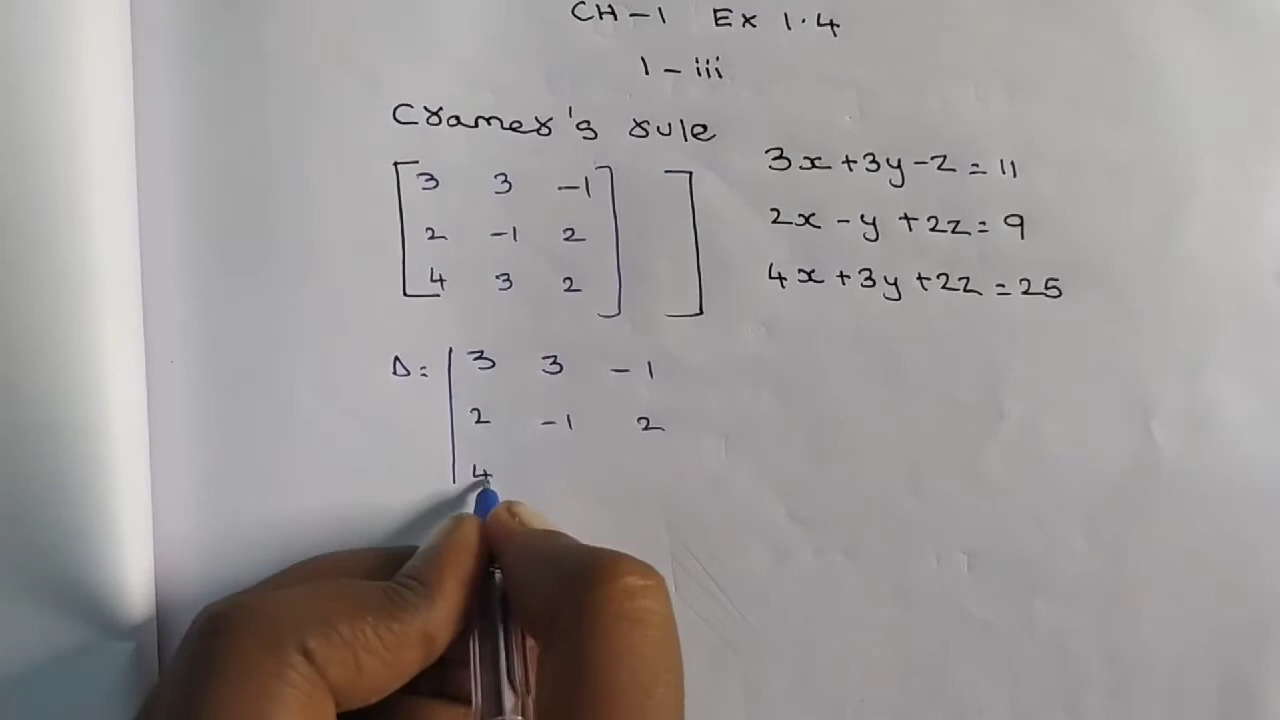 CH-1 Ex 1.4
1-iii
Cramer's rule
3 3 -1
2 -1 2
4 3 2
3x+3y-z=11
2x-y+2z=9
4x+3y+2z=25
Δ= 3 3 -1
2 -1 2
4